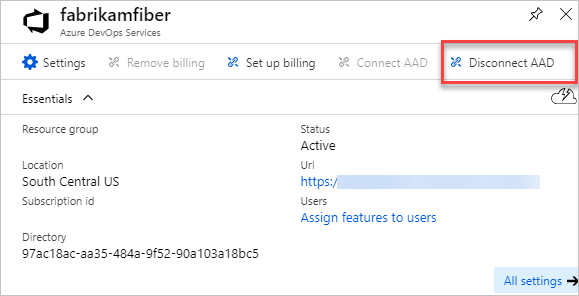 fabrikamfiber
Azure DevOps Services
Settings Remove billing Set up billing Connect AAD Disconnect AAD
Essentials
Resource group
Status
Active
Location
South Central US
Url
https:/
Subscription id
Users
Assign features to users
Directory
97ac18ac-aa35-484a-9f52-90a103a18bc5
All settings